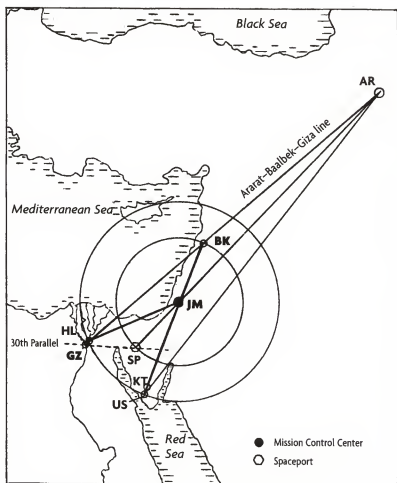 Black Sea
AR
Ararat–Baalbek–Giza line
Mediterranean Sea
BK
JM
HL
30th Parallel
GZ
SP
KT
US
Red
Sea
Mission Control Center
Spaceport